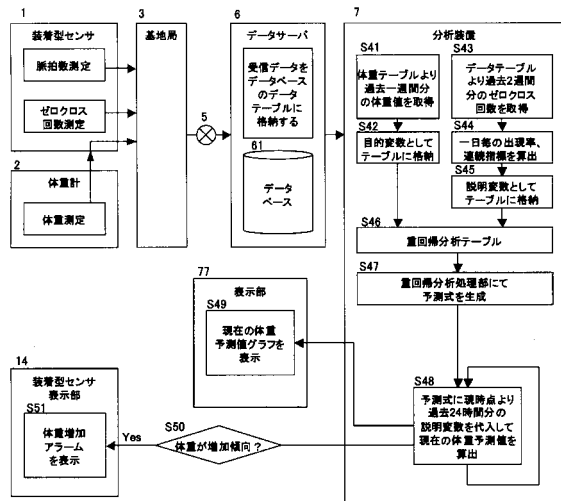 1
装着型センサ
脈拍数測定
ゼロクロス
回数測定
2
体重計
体重測定
3
基地局
5
6
データサーバ
受信データを
データベース
のデータ
テーブルに
格納する
61
データ
ベース
7
分析装置
S41
体重テーブルより
過去一週間分
の体重値を取得
S42
目的変数として
テーブルに格納
S43
データテーブル
より過去2週間
分のゼロクロス
回数を取得
S44
一日毎の出現率、
連続指標を算出
S45
説明変数として
テーブルに格納
S46
重回帰分析テーブル
S47
重回帰分析処理部にて
予測式を生成
S48
予測式に現時点より
過去24時間分の
説明変数を代入して
現在の体重予測値を
算出
77
表示部
S49
現在の体重
予測値グラフを
表示
S50
体重が増加傾向？
Yes
14
装着型センサ
表示部
S51
体重増加
アラーム
を表示